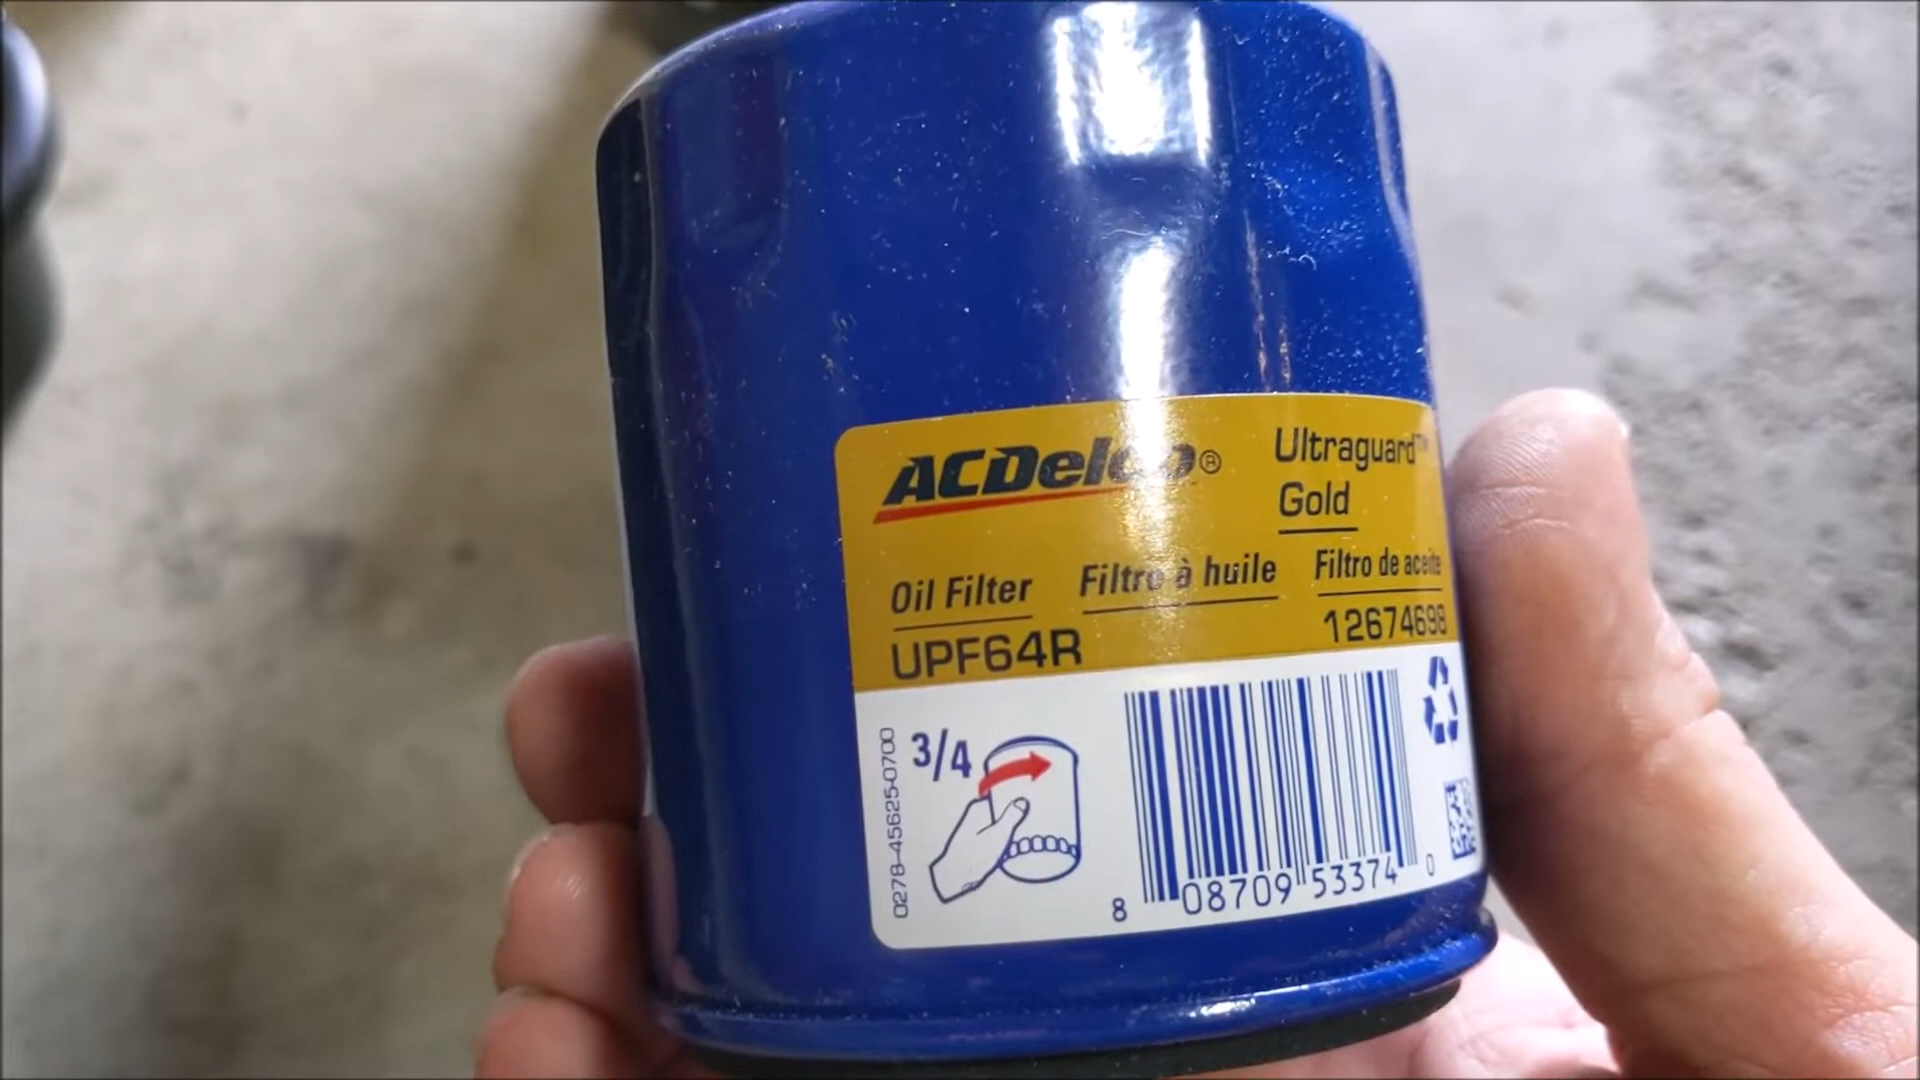 ACDelco®
Ultraguard™
Gold
Oil Filter Filtre à huile Filtro de aceite
UPF64R 12674698
3/4
0278-45625-0700
8 08709 53374 0